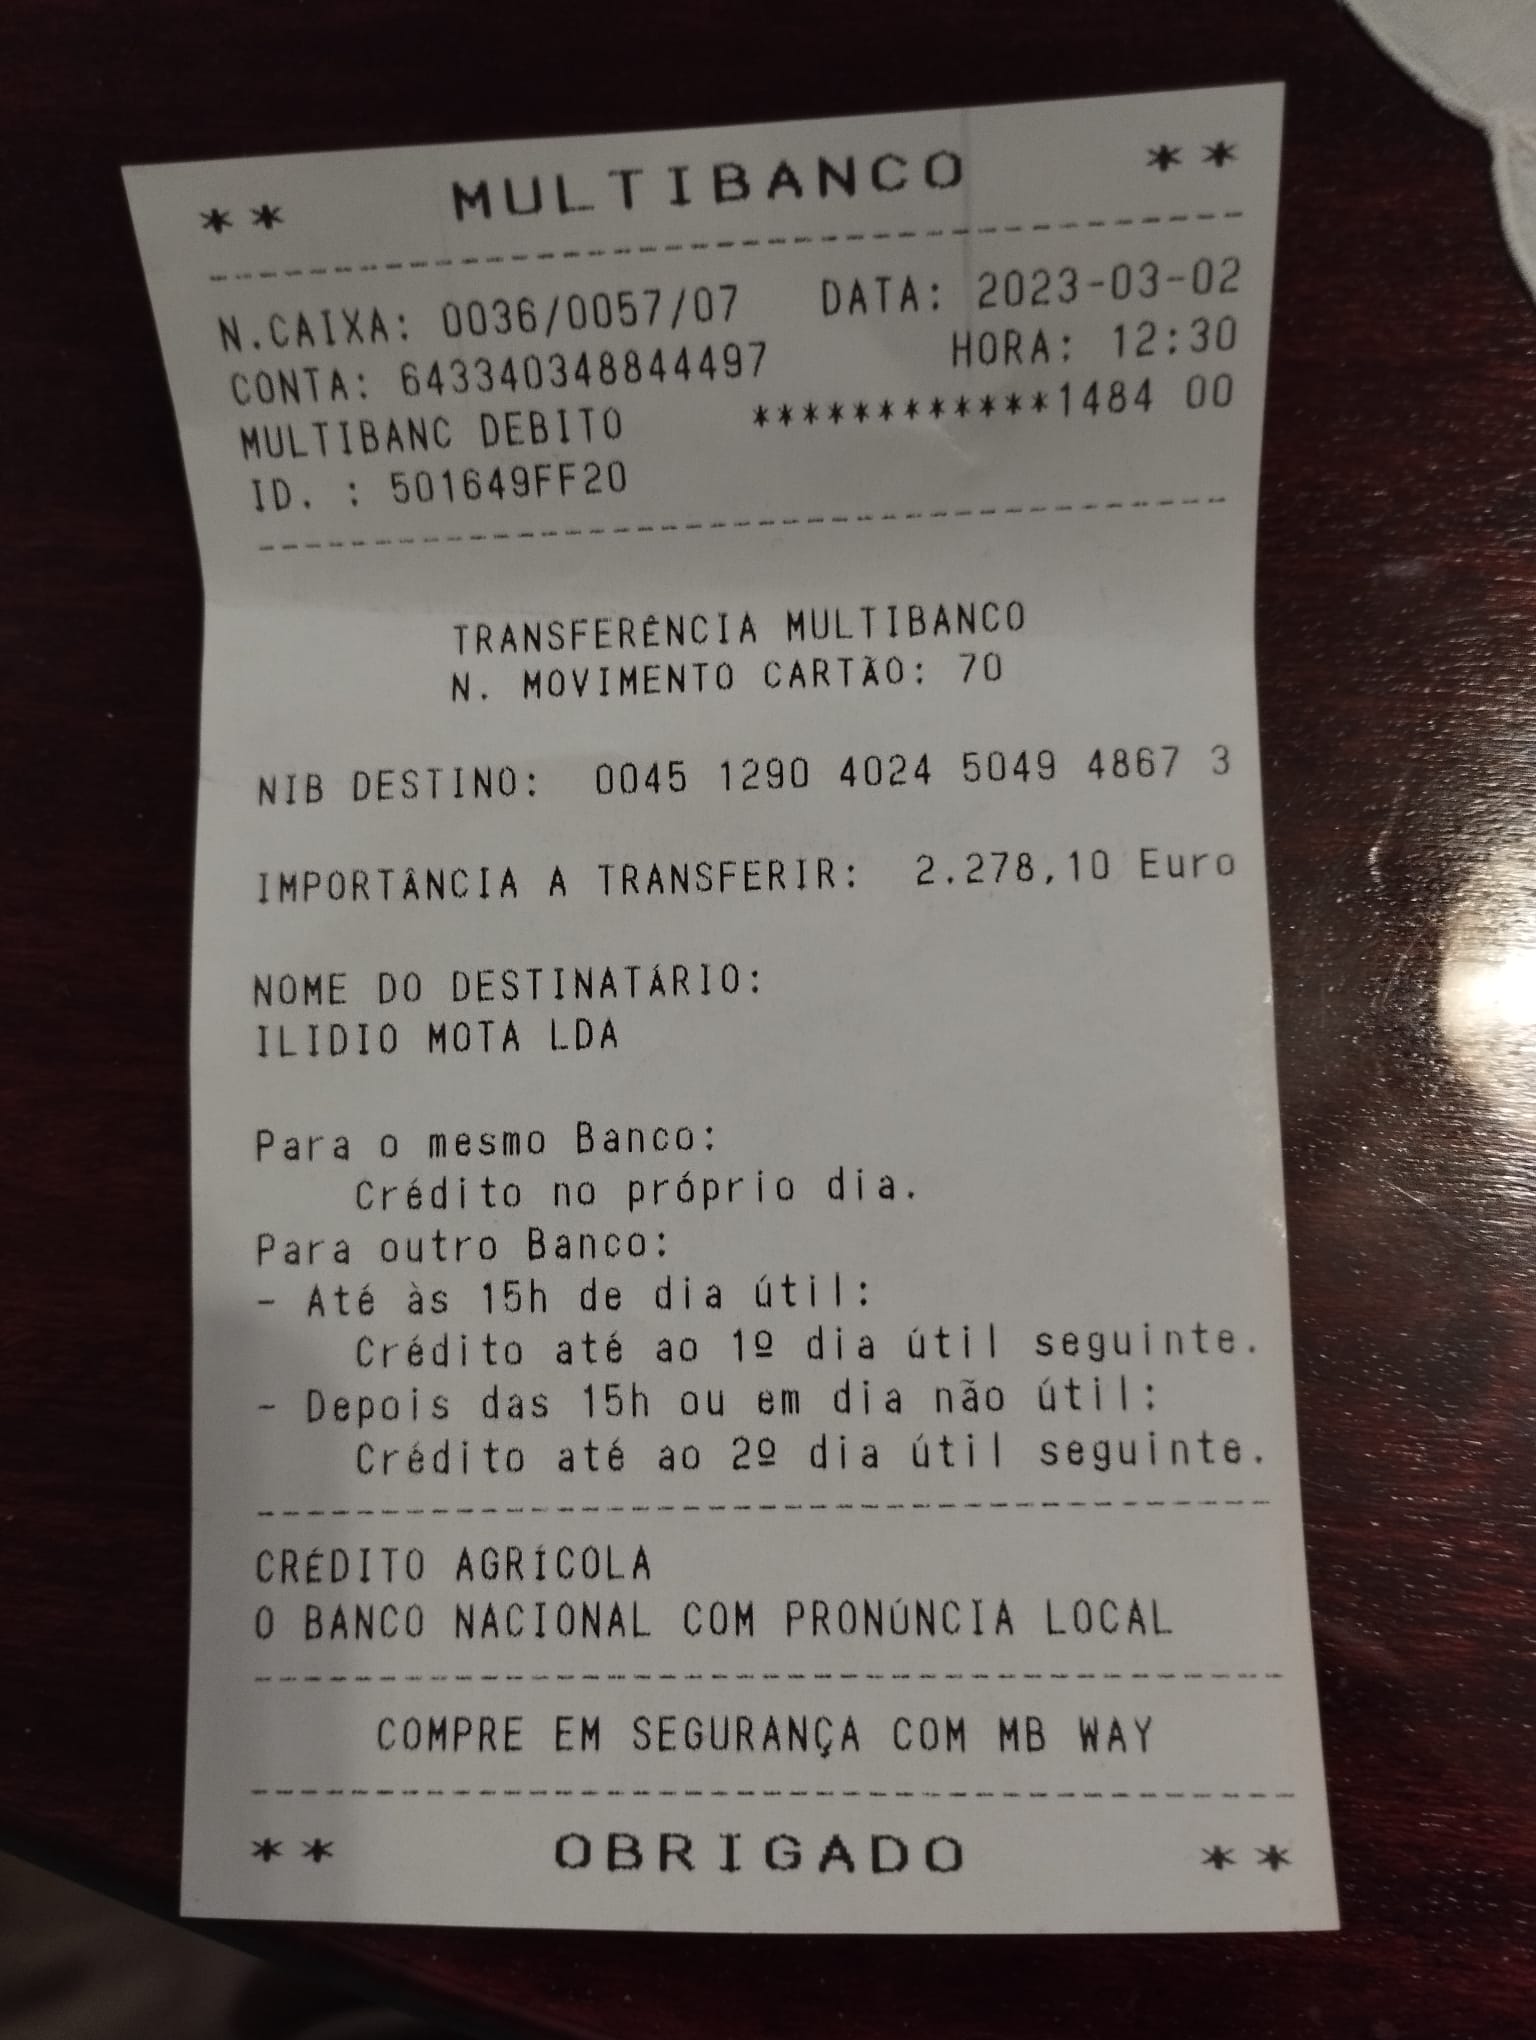 ** MULTIBANCO **
N.CAIXA: 0036/0057/07 DATA: 2023-03-02
CONTA: 643340348844497 HORA: 12:30
MULTIBANC DEBITO ************1484 00
ID. : 501649FF20
TRANSFERÊNCIA MULTIBANCO
N. MOVIMENTO CARTÃO: 70
NIB DESTINO: 0045 1290 4024 5049 4867 3
IMPORTÂNCIA A TRANSFERIR: 2.278,10 Euro
NOME DO DESTINATÁRIO:
ILIDIO MOTA LDA
Para o mesmo Banco:
Crédito no próprio dia.
Para outro Banco:
- Até às 15h de dia útil:
Crédito até ao 1º dia útil seguinte.
- Depois das 15h ou em dia não útil:
Crédito até ao 2º dia útil seguinte.
CRÉDITO AGRÍCOLA
O BANCO NACIONAL COM PRONÚNCIA LOCAL
COMPRE EM SEGURANÇA COM MB WAY
** OBRIGADO **